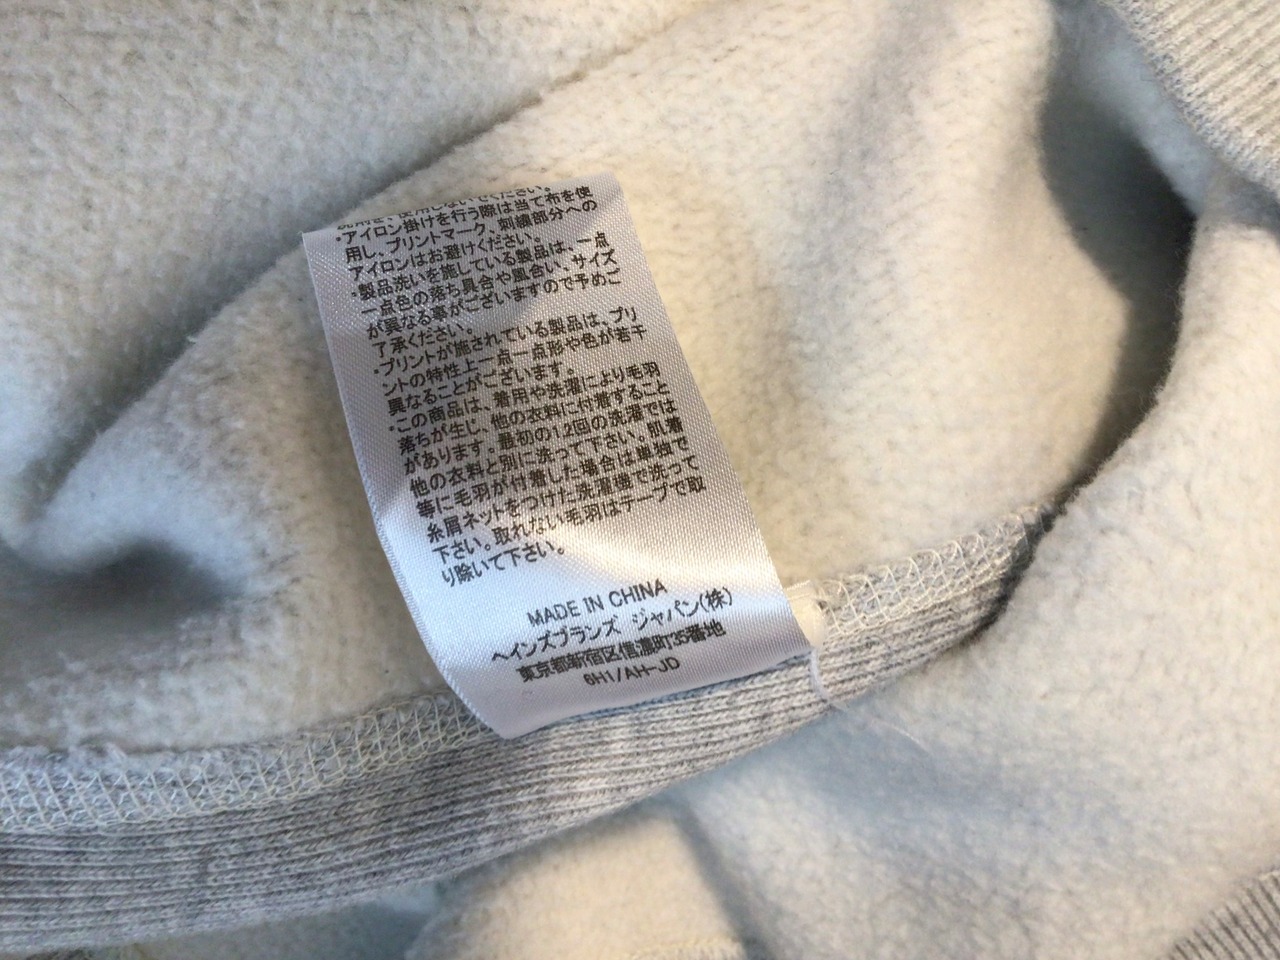 使用しないでください。
・アイロン掛けを行う際は当て布を使
用し、プリントマーク、刺繍部分への
アイロンはお避けください。
・製品洗いを施している製品は、一点
一点色の落ち具合や風合い、サイズ
が異なる事がございますので予めご
了承ください。
・プリントが施されている製品は、プリ
ントの特性上一点一点形や色が若干
異なることがございます。
・この商品は、着用や洗濯により毛羽
落ちが生じ、他の衣料に付着すること
があります。最初の1,2回の洗濯では
他の衣料と別に洗って下さい。肌着
等に毛羽が付着した場合は単独で
糸屑ネットをつけた洗濯機で洗って
下さい。取れない毛羽はテープで取
り除いて下さい。
MADE IN CHINA
ヘインズブランズ ジャパン(株)
東京都新宿区信濃町35番地
6H1/AH-JD